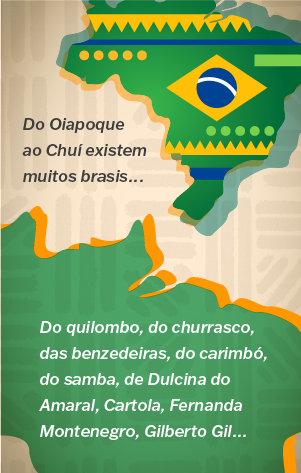 Do Oiapoque
ao Chuí existem
muitos brasis...
Do quilombo, do churrasco,
das benzedeiras, do carimbó,
do samba, de Dulcina do
Amaral, Cartola, Fernanda
Montenegro, Gilberto Gil...